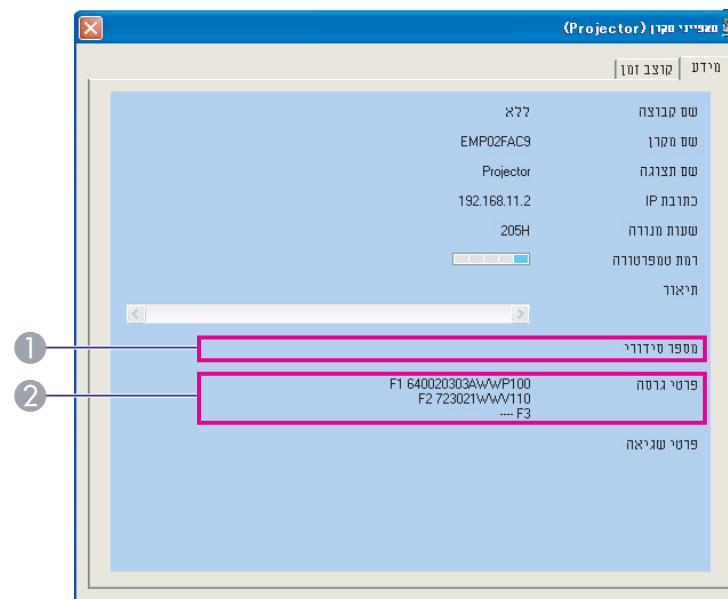 מאפייני מקרן (Projector)
מידע קוצב זמן
שם קבוצה ללא
שם מקרן EMP02FAC9
שם תצוגה Projector
כתובת IP 192.168.11.2
שעות מנורה 205H
רמת טמפרטורה
תיאור
1 מספר סידורי
2 פרטי גרסה F1 640020303AWWP100
F2 723021WWV110
---- F3
פרטי שגיאה